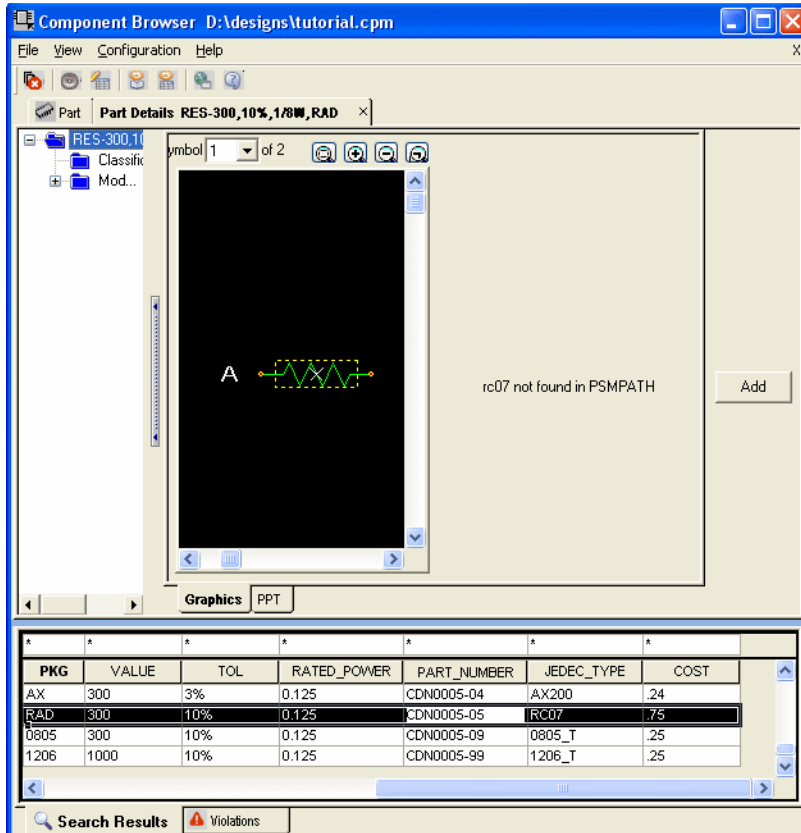 Component Browser D:\designs\tutorial.cpm
File View Configuration Help X
Part Part Details RES-300,10%,1/8W,RAD ×
RES-300,10
Classific
Mod...
ymbol 1 of 2
A
rc07 not found in PSMPATH
Add
Graphics PPT
* * * * * * *
PKG VALUE TOL RATED_POWER PART_NUMBER JEDEC_TYPE COST
AX 300 3% 0.125 CDN0005-04 AX200 .24
RAD 300 10% 0.125 CDN0005-05 RC07 .75
0805 300 10% 0.125 CDN0005-09 0805_T .25
1206 1000 10% 0.125 CDN0005-99 1206_T .25
Search Results Violations